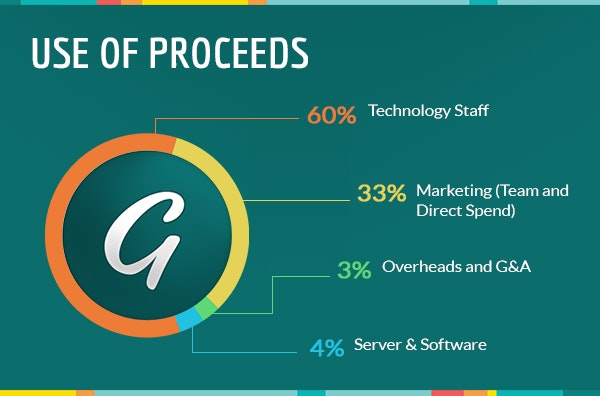 USE OF PROCEEDS
60% Technology Staff
G
33% Marketing (Team and
Direct Spend)
3% Overheads and G&A
4% Server & Software